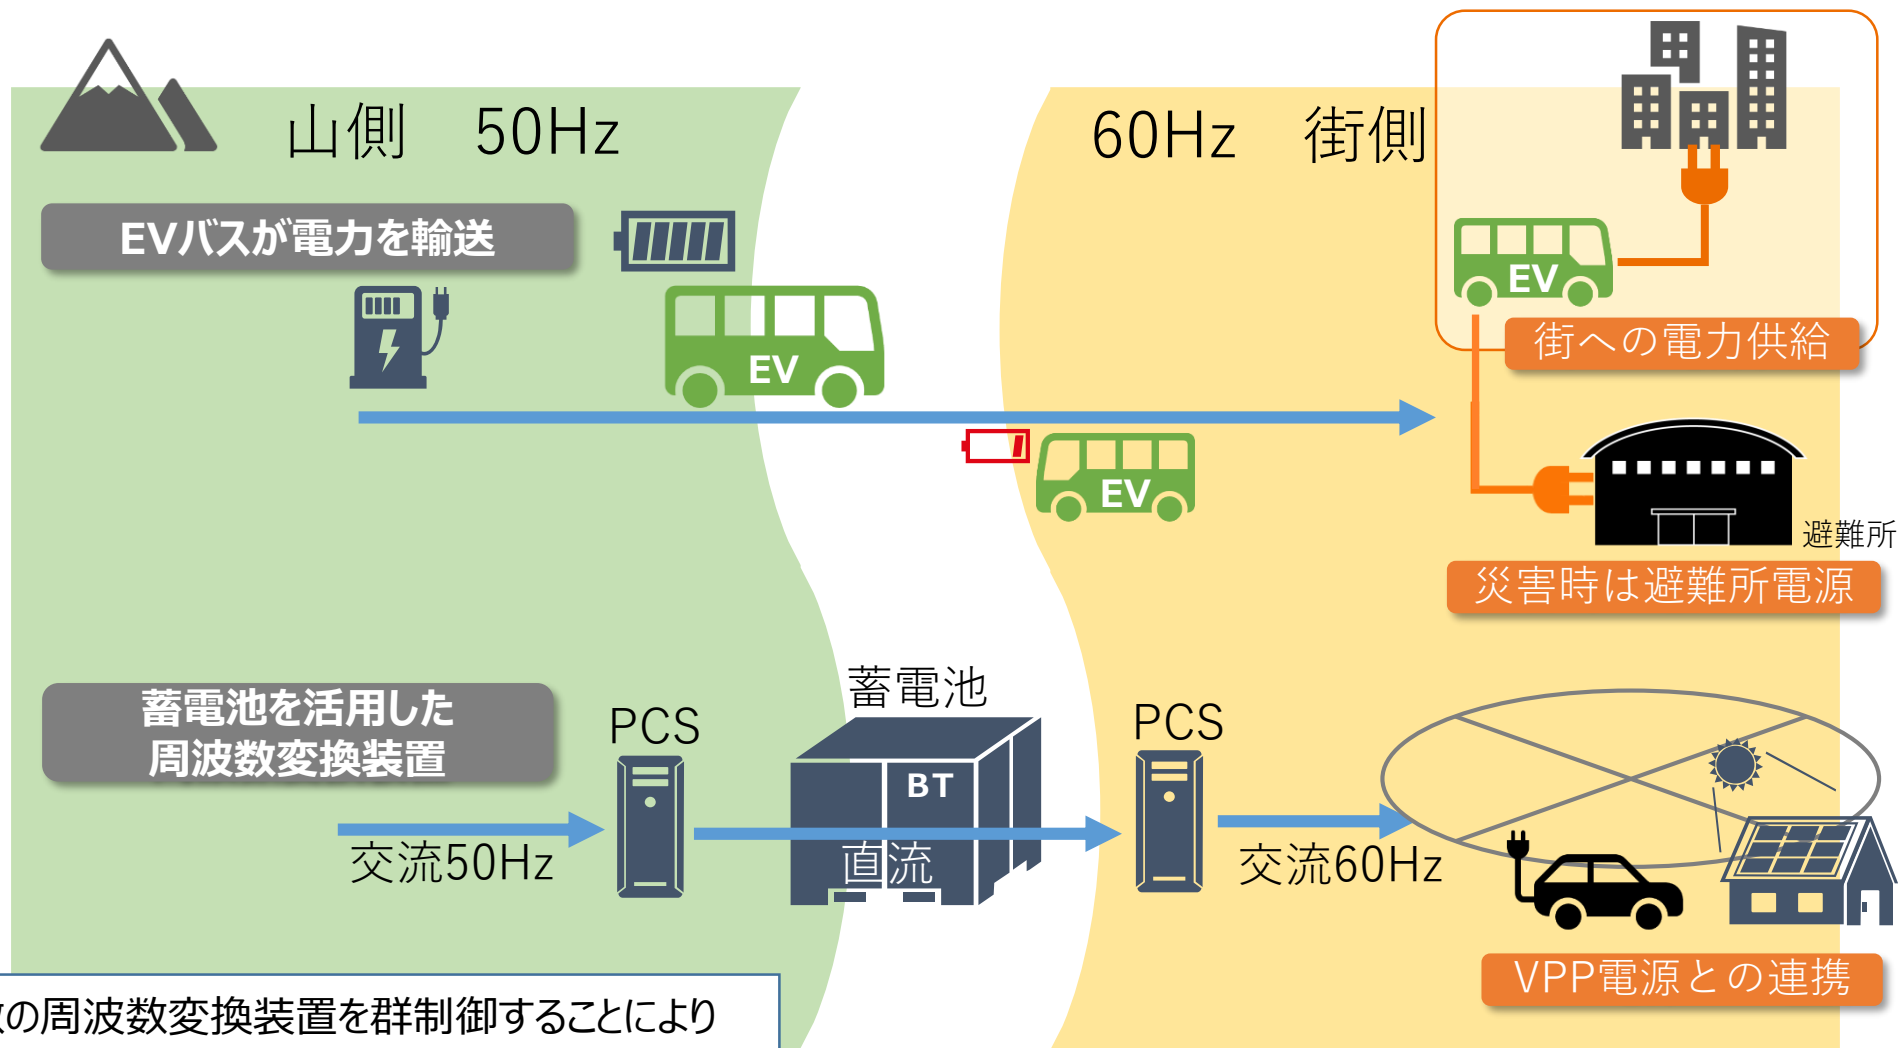 山側　50Hz
60Hz　街側
EVバスが電力を輸送
EV
EV
EV
街への電力供給
避難所
災害時は避難所電源
蓄電池を活用した
周波数変換装置
蓄電池
PCS
PCS
BT
直流
交流50Hz
交流60Hz
VPP電源との連携
の周波数変換装置を群制御することにより